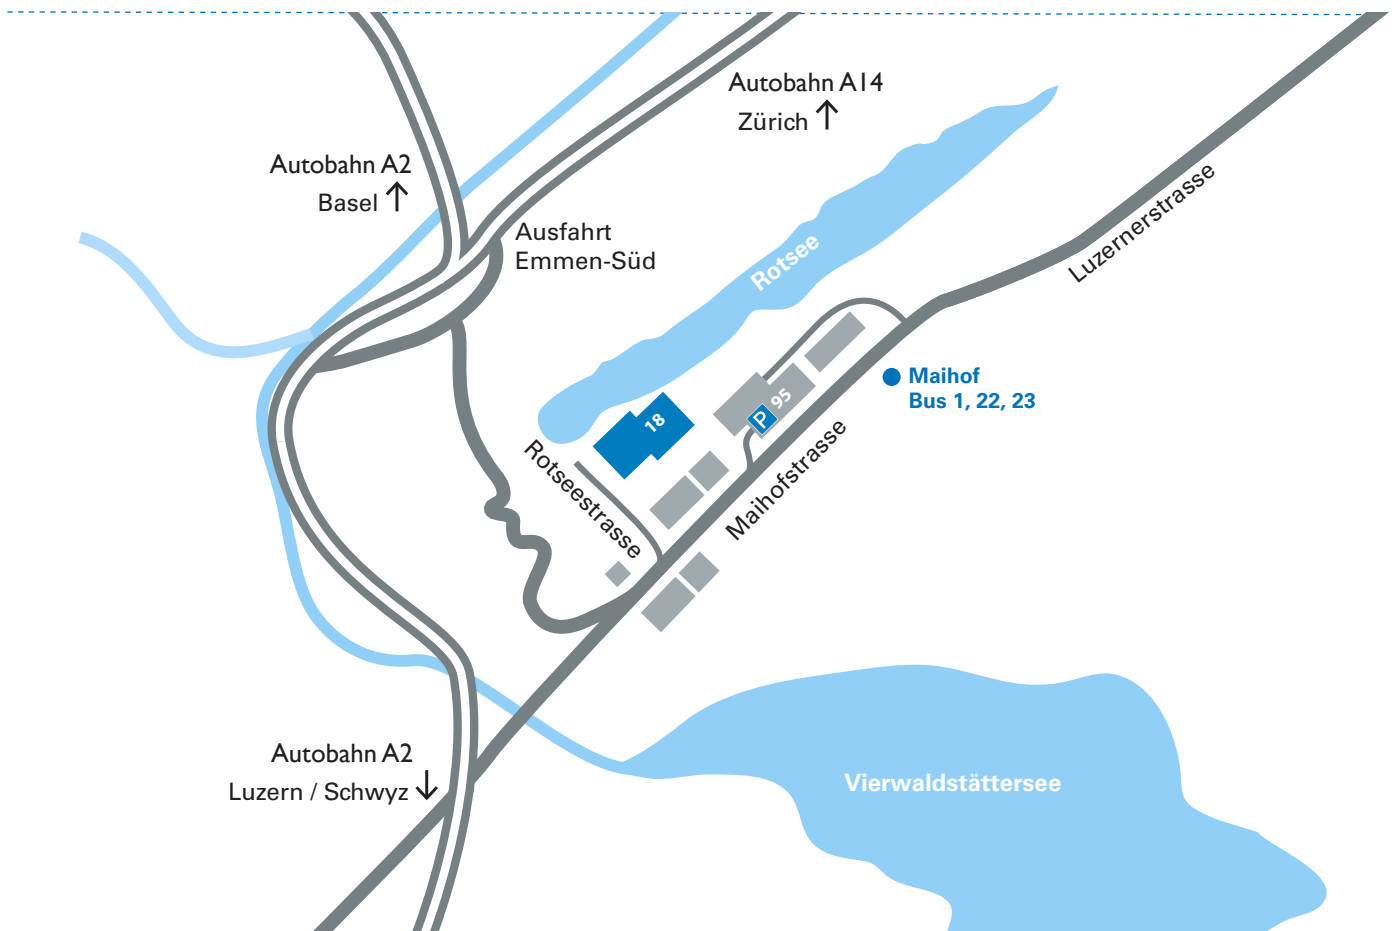 Autobahn A14
Zürich ↑
Autobahn A2
Basel ↑
Ausfahrt
Emmen-Süd
Luzernerstrasse
Rotsee
Maihof
Bus 1, 22, 23
95
P
18
Rotseestrasse
Maihofstrasse
Autobahn A2
Luzern / Schwyz ↓
Vierwaldstättersee